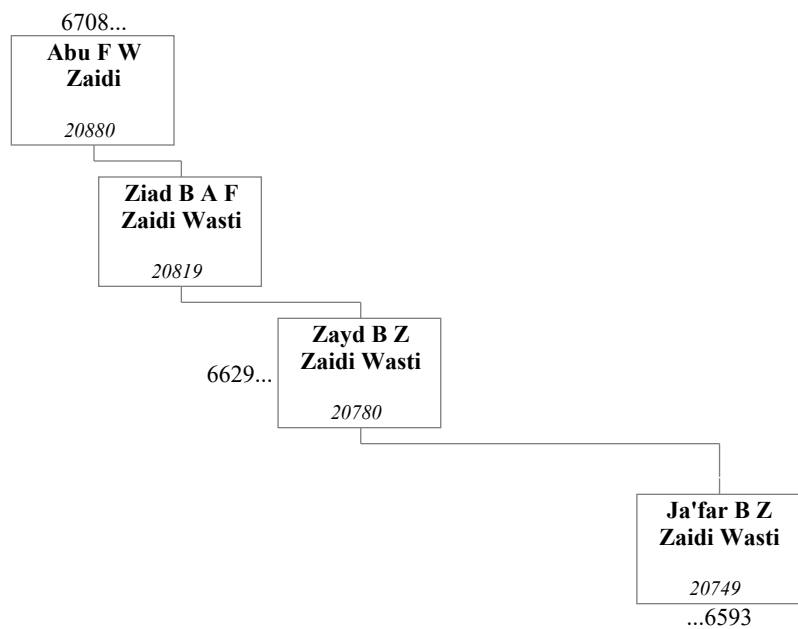 6708...
Abu F W
Zaidi
20880
Ziad B A F
Zaidi Wasti
20819
Zayd B Z
Zaidi Wasti
6629...
20780
Ja'far B Z
Zaidi Wasti
20749
...6593